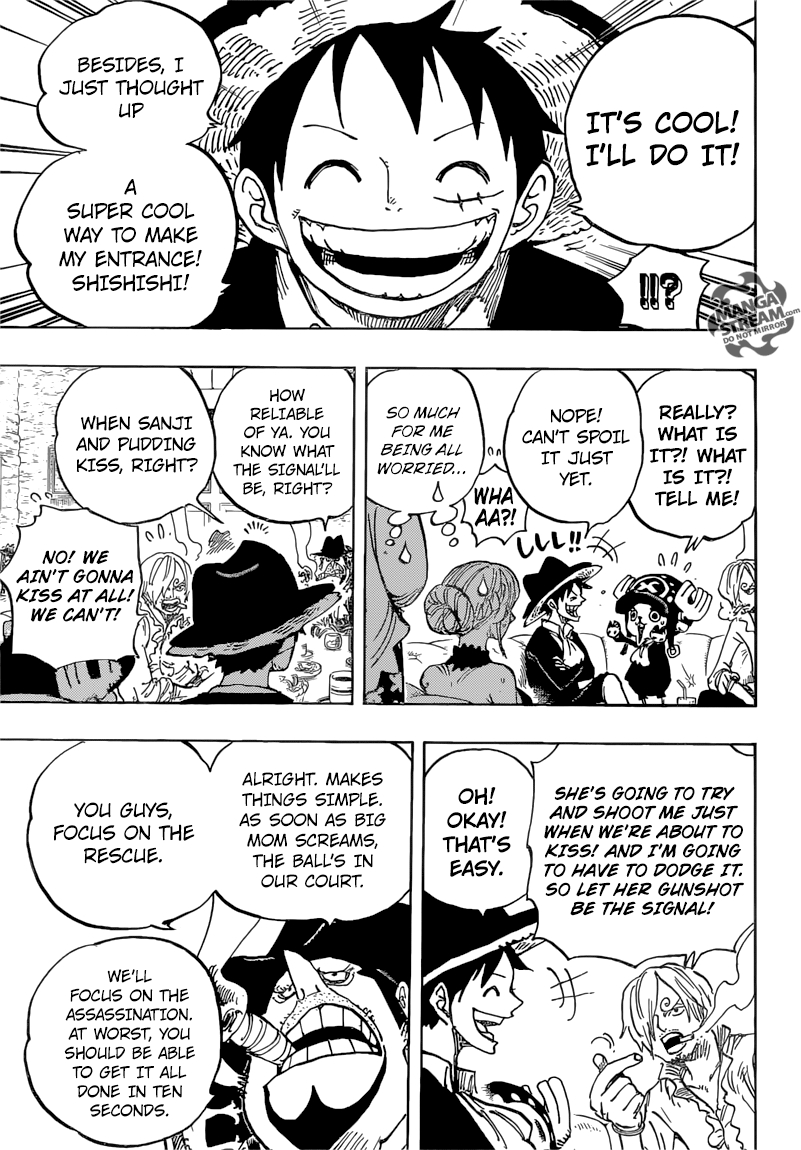 IT'S COOL!
I'LL DO IT!
BESIDES, I
JUST THOUGHT
UP
A
SUPER COOL
WAY TO MAKE
MY ENTRANCE!
SHISHISHI!
!!?
MANGA
STREAM.com
DO NOT MIRROR
REALLY?
WHAT IS
IT?! WHAT
IS IT?!
TELL ME!
NOPE!
CAN'T SPOIL
IT JUST
YET.
WHA
AA?!
SO MUCH
FOR ME
BEING ALL
WORRIED...
HOW
RELIABLE
OF YA. YOU
KNOW WHAT
THE SIGNAL'LL
BE, RIGHT?
WHEN SANJI
AND PUDDING
KISS, RIGHT?
NO! WE
AIN'T GONNA
KISS AT ALL!
WE CAN'T!
SHE'S GOING TO TRY
AND SHOOT ME JUST
WHEN WE'RE ABOUT TO
KISS! AND I'M GOING
TO HAVE TO DODGE IT.
SO LET HER GUNSHOT
BE THE SIGNAL!
OH!
OKAY!
THAT'S
EASY.
ALRIGHT. MAKES
THINGS SIMPLE.
AS SOON AS BIG
MOM SCREAMS,
THE BALL'S IN
OUR COURT.
YOU GUYS,
FOCUS ON THE
RESCUE.
WE'LL
FOCUS ON THE
ASSASSINATION.
AT WORST, YOU
SHOULD BE ABLE
TO GET IT ALL
DONE IN TEN
SECONDS.